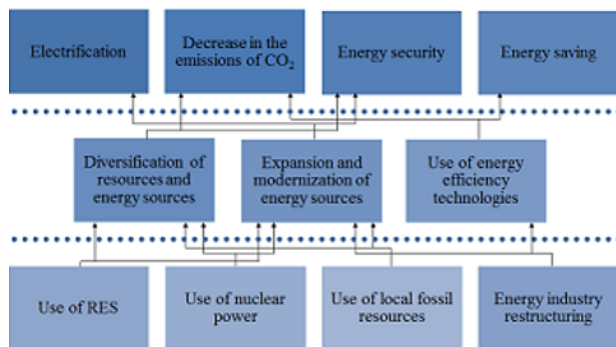 Electrification
Decrease in the
emissions of CO₂
Energy security
Energy saving
Diversification of
resources and
energy sources
Expansion and
modernization of
energy sources
Use of energy
efficiency
technologies
Use of RES
Use of nuclear
power
Use of local fossil
resources
Energy industry
restructuring